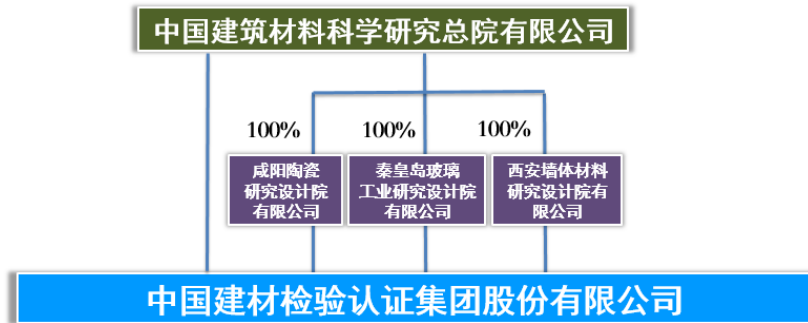 中国建筑材料科学研究总院有限公司
100%
100%
100%
咸阳陶瓷
研究设计院
有限公司
秦皇岛玻璃
工业研究设计院
有限公司
西安墙体材料
研究设计院有
限公司
中国建材检验认证集团股份有限公司